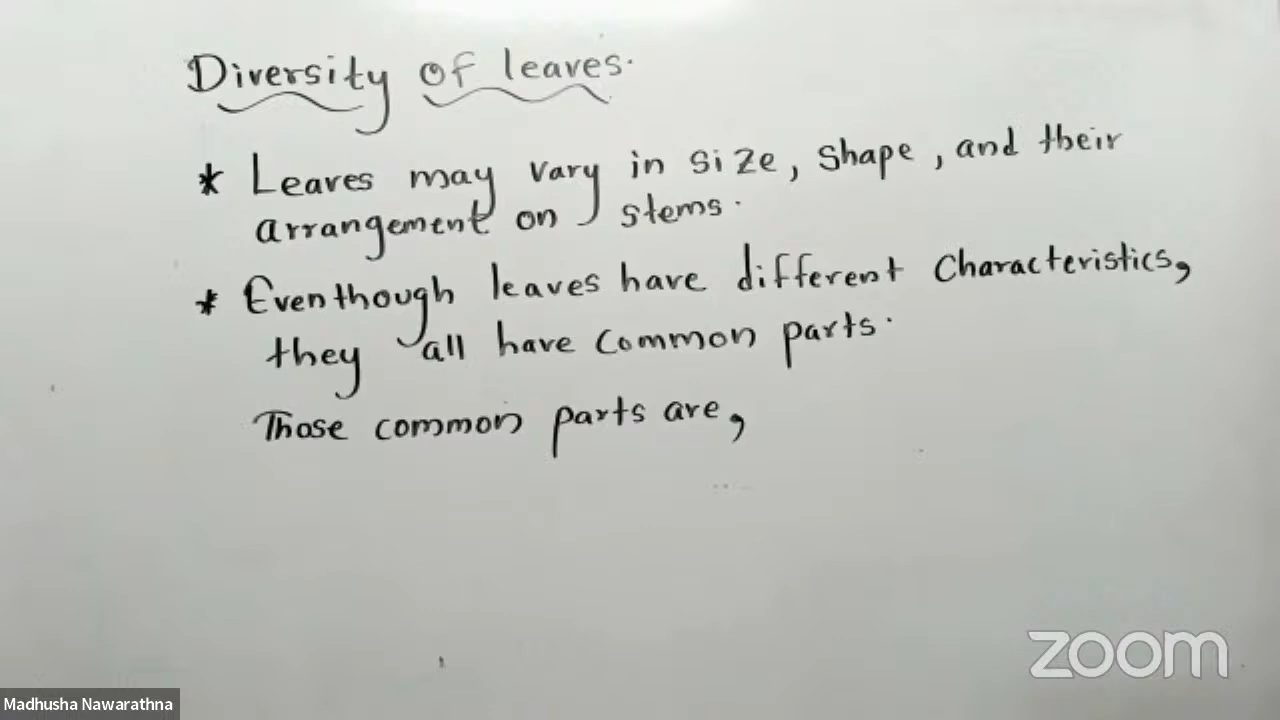 Diversity of leaves.
* Leaves may vary in size, shape, and their
arrangement on stems.
* Eventhough leaves have different characteristics,
they all have common parts.
Those common parts are,
zoom
Madhusha Nawarathna